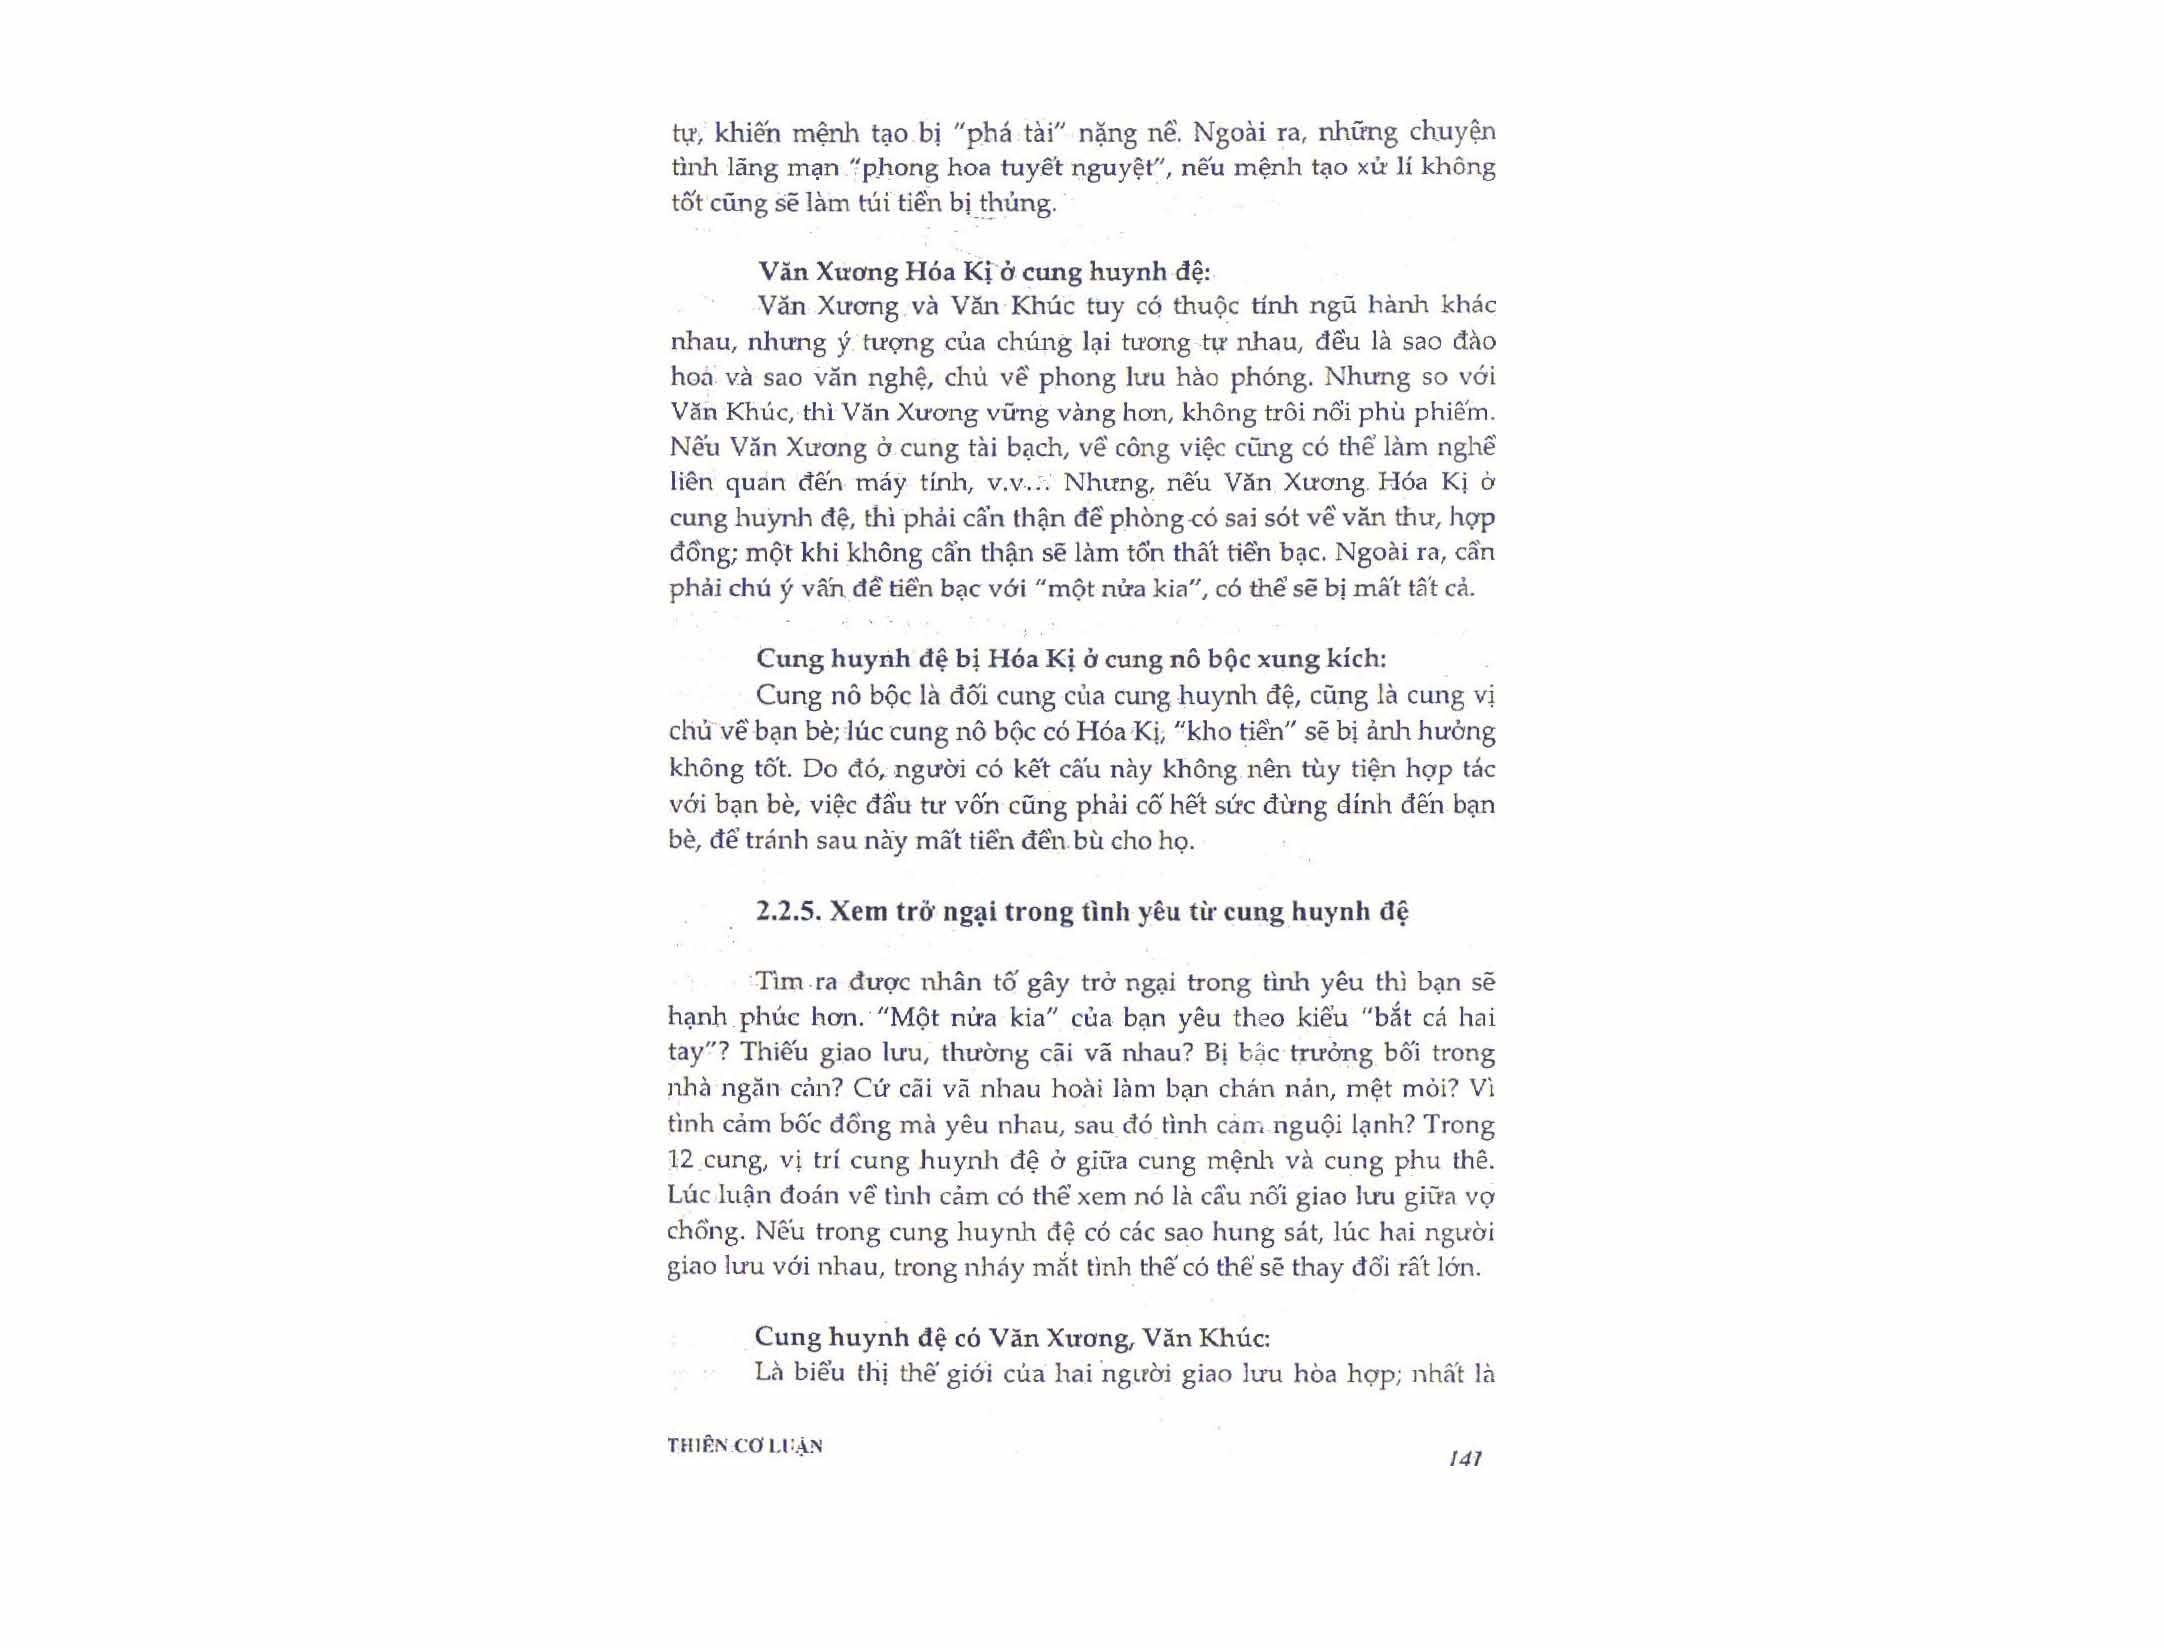 tự, khiến mệnh tạo bị "phá tài" nặng nề. Ngoài ra, những chuyện
tình lãng mạn "phong hoa tuyết nguyệt", nếu mệnh tạo xử lí không
tốt cũng sẽ làm túi tiền bị thủng.
Văn Xương Hóa Kị ở cung huynh đệ:
Văn Xương và Văn Khúc tuy có thuộc tính ngũ hành khác
nhau, nhưng ý tượng của chúng lại tương tự nhau, đều là sao đào
hoa và sao văn nghệ, chủ về phong lưu hào phóng. Nhưng so với
Văn Khúc, thì Văn Xương vững vàng hơn, không trôi nổi phù phiếm.
Nếu Văn Xương ở cung tài bạch, về công việc cũng có thể làm nghề
liên quan đến máy tính, v.v... Nhưng, nếu Văn Xương Hóa Kị ở
cung huynh đệ, thì phải cẩn thận đề phòng có sai sót về văn thư, hợp
đồng; một khi không cẩn thận sẽ làm tổn thất tiền bạc. Ngoài ra, cần
phải chú ý vấn đề tiền bạc với "một nửa kia", có thể sẽ bị mất tất cả.
Cung huynh đệ bị Hóa Kị ở cung nô bộc xung kích:
Cung nô bộc là đối cung của cung huynh đệ, cũng là cung vị
chủ về bạn bè; lúc cung nô bộc có Hóa Kị, "kho tiền" sẽ bị ảnh hưởng
không tốt. Do đó, người có kết cấu này không nên tùy tiện hợp tác
với bạn bè, việc đầu tư vốn cũng phải cố hết sức đừng dính đến bạn
bè, để tránh sau này mất tiền đền bù cho họ.
2.2.5. Xem trở ngại trong tình yêu từ cung huynh đệ
Tìm ra được nhân tố gây trở ngại trong tình yêu thì bạn sẽ
hạnh phúc hơn. "Một nửa kia" của bạn yêu theo kiểu "bắt cá hai
tay"? Thiếu giao lưu, thường cãi vã nhau? Bị bậc trưởng bối trong
nhà ngăn cản? Cứ cãi vã nhau hoài làm bạn chán nản, mệt mỏi? Vì
tình cảm bốc đồng mà yêu nhau, sau đó tình cảm nguội lạnh? Trong
12 cung, vị trí cung huynh đệ ở giữa cung mệnh và cung phu thê.
Lúc luận đoán về tình cảm có thể xem nó là cầu nối giao lưu giữa vợ
chồng. Nếu trong cung huynh đệ có các sao hung sát, lúc hai người
giao lưu với nhau, trong nháy mắt tình thế có thể sẽ thay đổi rất lớn.
Cung huynh đệ có Văn Xương, Văn Khúc:
Là biểu thị thế giới của hai người giao lưu hòa hợp; nhất là
THIÊN CƠ LUẬN
141